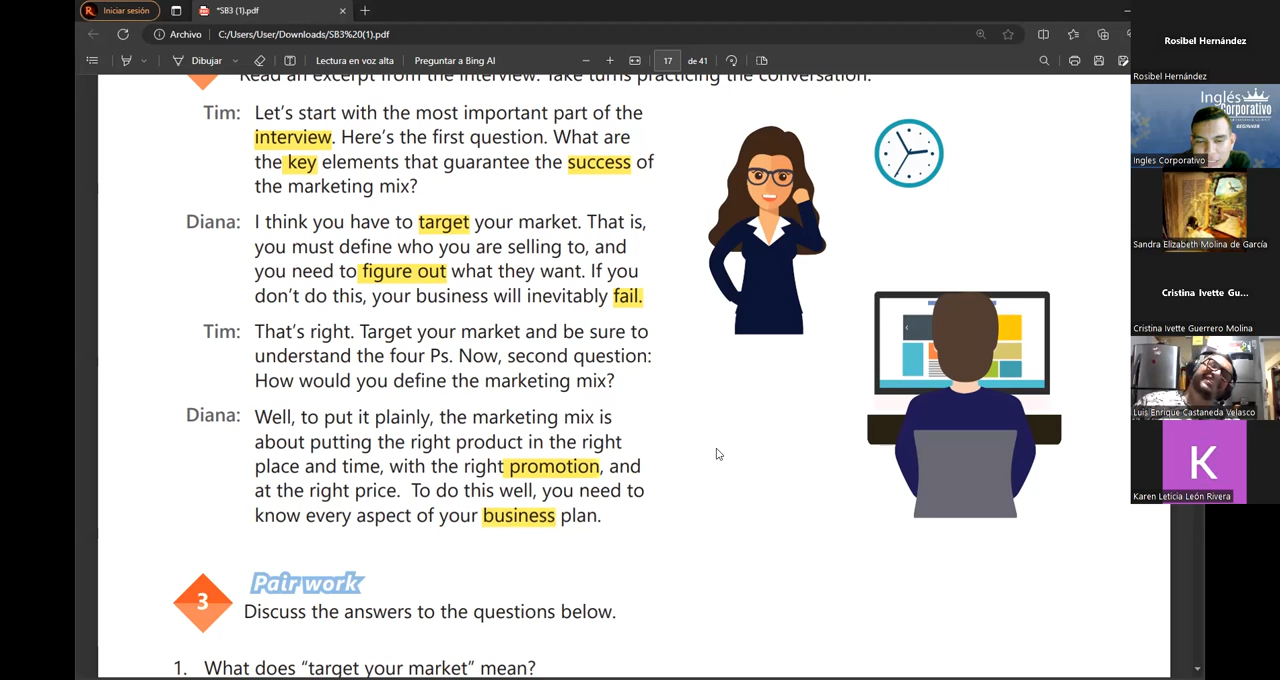 Iniciar sesión
*SB3 (1).pdf
Archivo C:/Users/User/Downloads/SB3%20(1).pdf
Dibujar Lectura en voz alta Preguntar a Bing AI 17 de 41
Read an excerpt from the interview. Take turns practicing the conversation.
Tim: Let's start with the most important part of the
interview. Here's the first question. What are
the key elements that guarantee the success of
the marketing mix?
Diana: I think you have to target your market. That is,
you must define who you are selling to, and
you need to figure out what they want. If you
don't do this, your business will inevitably fail.
Tim: That's right. Target your market and be sure to
understand the four Ps. Now, second question:
How would you define the marketing mix?
Diana: Well, to put it plainly, the marketing mix is
about putting the right product in the right
place and time, with the right promotion, and
at the right price. To do this well, you need to
know every aspect of your business plan.
3
Pair work
Discuss the answers to the questions below.
1. What does "target your market" mean?
Rosibel Hernández
Rosibel Hernández
Inglés
Corporativo
BEGINNER
Ingles Corporativo
Sandra Elizabeth Molina de García
Cristina Ivette Gu...
Cristina Ivette Guerrero Molina
Luis Enrique Castaneda Velasco
K
Karen Leticia León Rivera